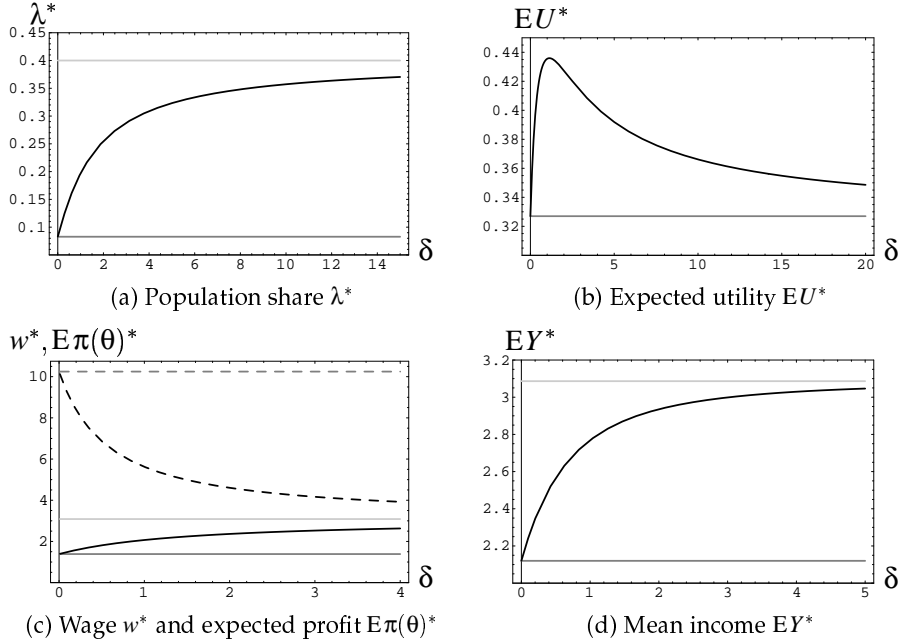 λ*
0.45
0.4
0.35
0.3
0.25
0.2
0.15
0.1
0 2 4 6 8 10 12 14 δ
(a) Population share λ*
EU*
0.44
0.42
0.4
0.38
0.36
0.34
0.32
0 5 10 15 20 δ
(b) Expected utility EU*
w*, Eπ(θ)*
10
8
6
4
2
0 1 2 3 4 δ
(c) Wage w* and expected profit Eπ(θ)*
EY*
3.2
3
2.8
2.6
2.4
2.2
0 1 2 3 4 5 δ
(d) Mean income EY*